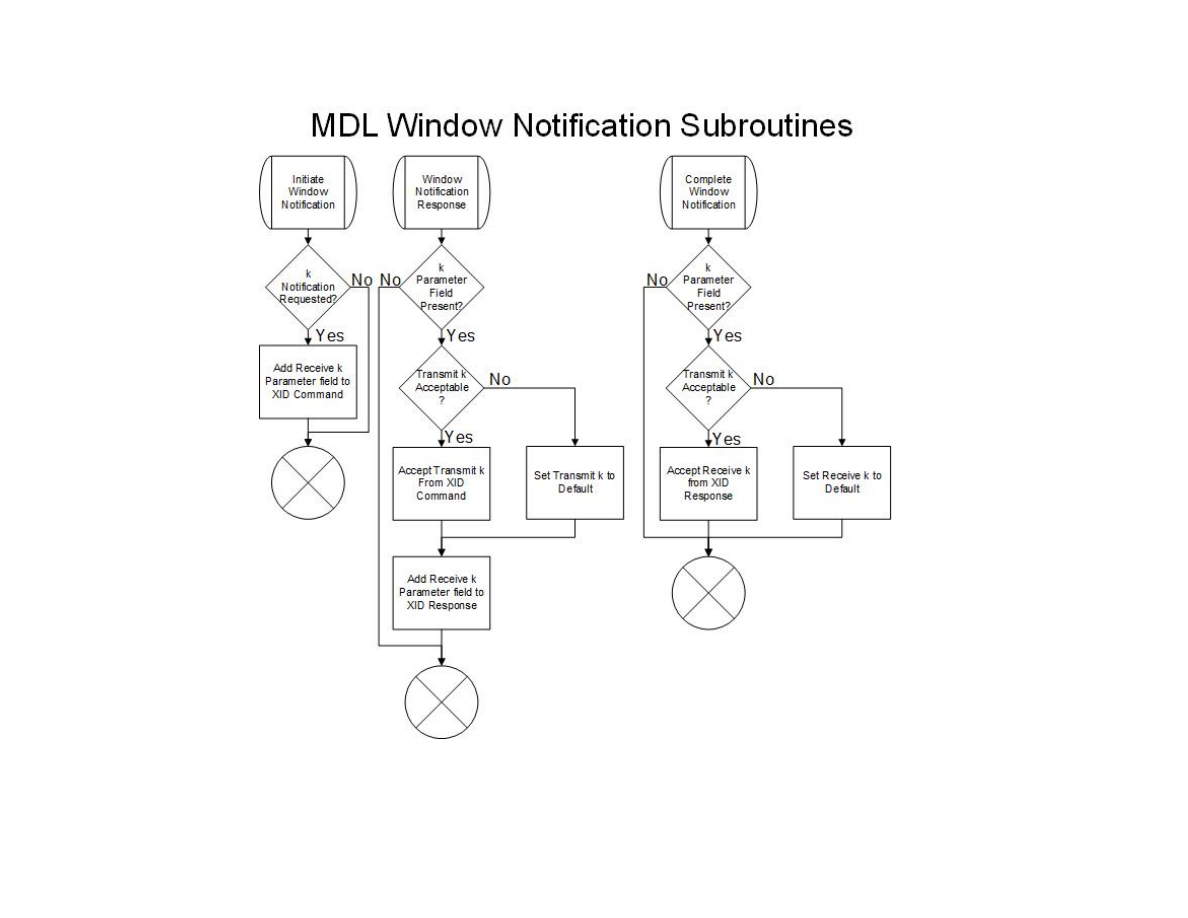 MDL Window Notification Subroutines
Initiate
Window
Notification
k
Notification
Requested?
No
Yes
Add Receive k
Parameter field to
XID Command
Window
Notification
Response
No
k
Parameter
Field
Present?
Yes
Transmit k
Acceptable
?
No
Yes
Accept Transmit k
From XID
Command
Set Transmit k to
Default
Add Receive k
Parameter field to
XID Response
Complete
Window
Notification
No
k
Parameter
Field
Present?
Yes
Transmit k
Acceptable
?
No
Yes
Accept Receive k
from XID
Response
Set Receive k to
Default